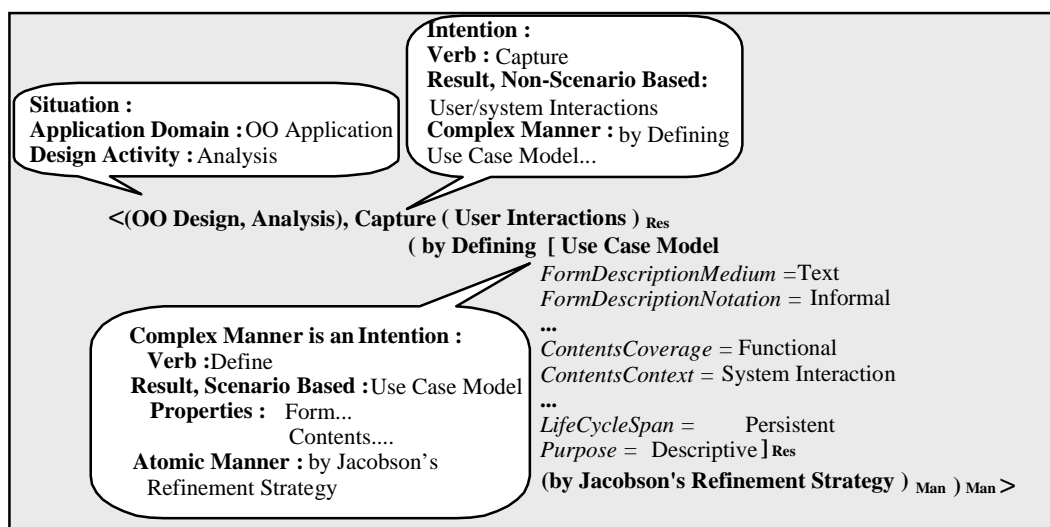 Intention :
Verb : Capture
Result, Non-Scenario Based:
User/system Interactions
Complex Manner : by Defining
Use Case Model...
Situation :
Application Domain : OO Application
Design Activity : Analysis
<(OO Design, Analysis), Capture ( User Interactions ) Res
( by Defining [ Use Case Model
FormDescriptionMedium =Text
FormDescriptionNotation = Informal
...
ContentsCoverage = Functional
ContentsContext = System Interaction
...
LifeCycleSpan = Persistent
Purpose = Descriptive ] Res
(by Jacobson's Refinement Strategy ) Man ) Man >
Complex Manner is an Intention :
Verb :Define
Result, Scenario Based :Use Case Model
Properties : Form...
Contents....
Atomic Manner : by Jacobson’s
Refinement Strategy